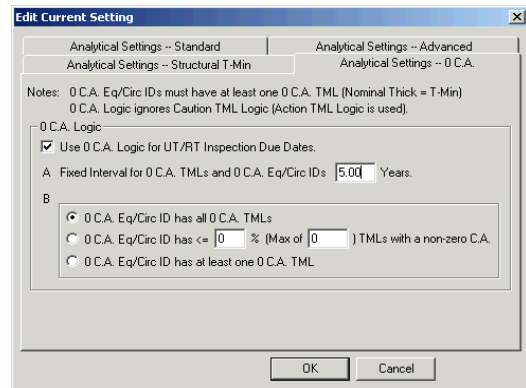 Edit Current Setting
Analytical Settings -- Standard
Analytical Settings -- Advanced
Analytical Settings -- Structural T-Min
Analytical Settings -- 0 C.A.
Notes: 0 C.A. Eq/Circ IDs must have at least one 0 C.A. TML (Nominal Thick = T-Min)
0 C.A. Logic ignores Caution TML Logic (Action TML Logic is used).
0 C.A. Logic
Use 0 C.A. Logic for UT/RT Inspection Due Dates.
A Fixed Interval for 0 C.A. TMLs and 0 C.A. Eq/Circ IDs 5.00 Years.
B
0 C.A. Eq/Circ ID has all 0 C.A. TMLs
0 C.A. Eq/Circ ID has <= 0 % (Max of 0 ) TMLs with a non-zero C.A.
0 C.A. Eq/Circ ID has at least one 0 C.A. TML
OK Cancel